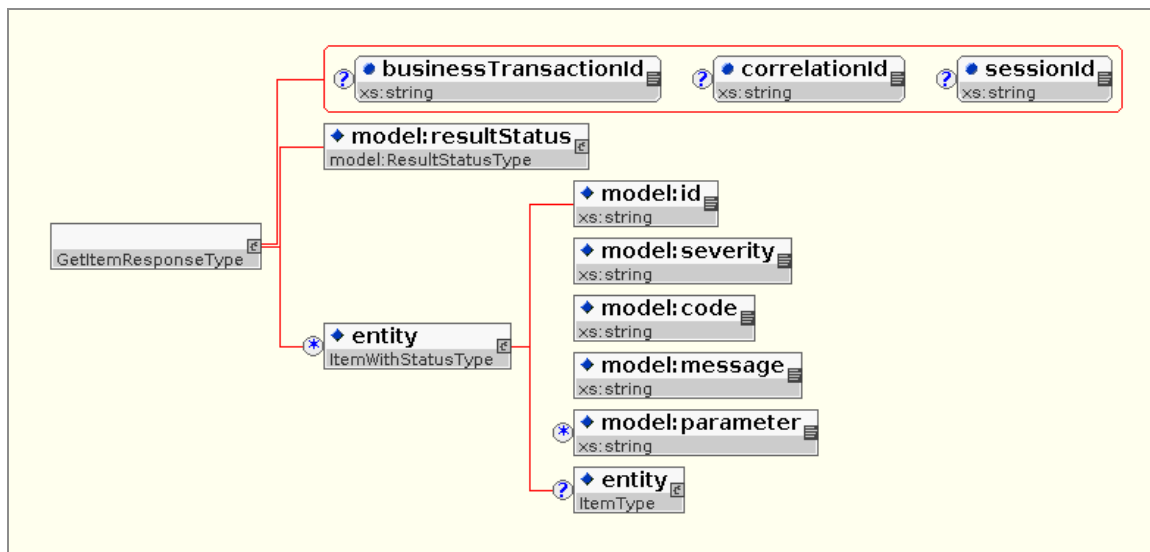 ? businessTransactionId ? correlationId ? sessionId
xs:string xs:string xs:string
model:resultStatus
model:ResultStatusType
model:id
xs:string
GetItemResponseType
model:severity
xs:string
model:code
xs:string
* entity
ItemWithStatusType
model:message
xs:string
* model:parameter
xs:string
? entity
ItemType